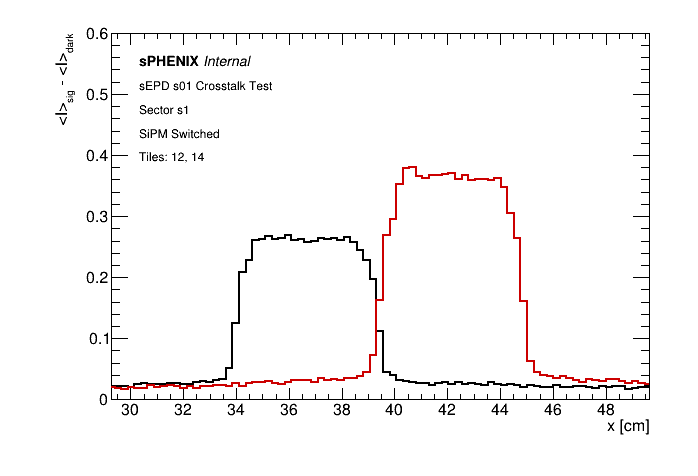 0.6
<I>sig - <I>dark
sPHENIX Internal
sEPD s01 Crosstalk Test
0.5
Sector s1
SiPM Switched
0.4
Tiles: 12, 14
0.3
0.2
0.1
0
30 32 34 36 38 40 42 44 46 48
x [cm]